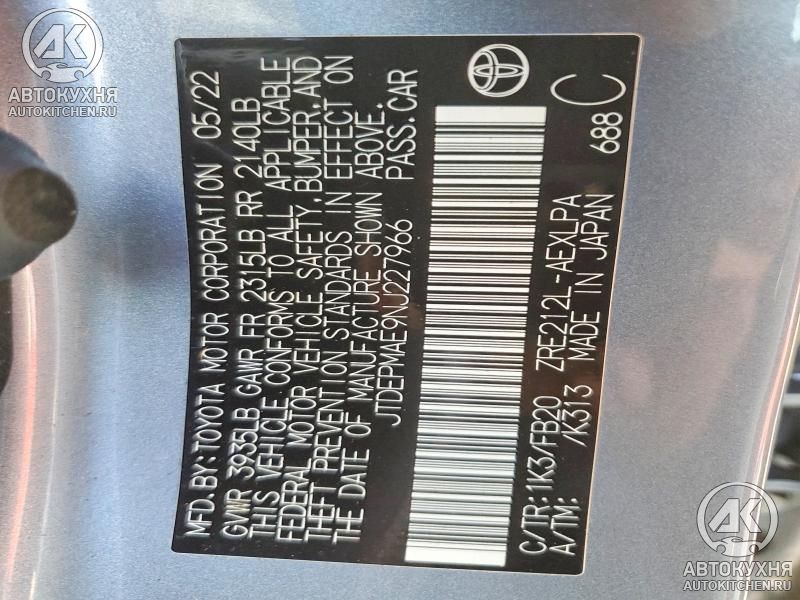 AK
АВТОКУХНЯ
AUTOKITCHEN.RU
MFD.BY:TOYOTA MOTOR CORPORATION 05/22
GVWR 3935LB GAWR FR 2315LB RR 2140LB
THIS VEHICLE CONFORMS TO ALL APPLICABLE
FEDERAL MOTOR VEHICLE SAFETY, BUMPER, AND
THEFT PREVENTION STANDARDS IN EFFECT ON
THE DATE OF MANUFACTURE SHOWN ABOVE.
JTDEPMAE9NJ227966 PASS.CAR
C/TR:1K3/FB20 ZRE212L-AEXLPA
A/TM: /K313 MADE IN JAPAN 688
C
AK
АВТОКУХНЯ
AUTOKITCHEN.RU